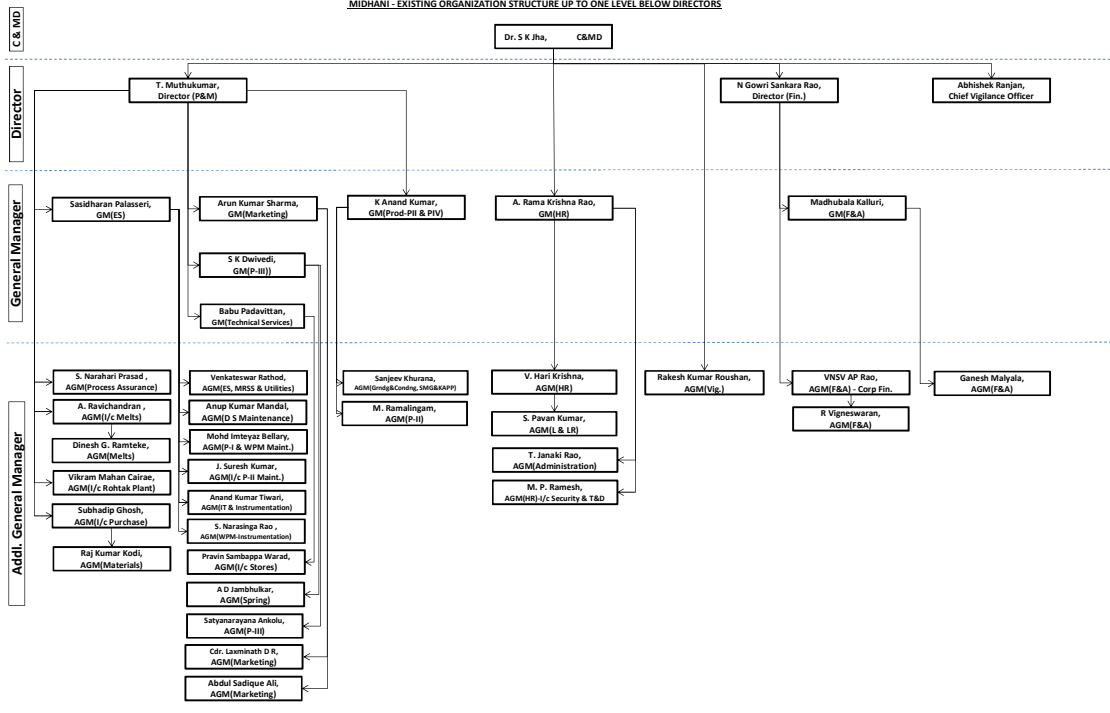 MIDHANI - EXISTING ORGANIZATION STRUCTURE UP TO ONE LEVEL BELOW DIRECTORS
C & MD
Dr. S K Jha, C&MD
Director
T. Muthukumar,
Director (P&M)
N Gowri Sankara Rao,
Director (Fin.)
Abhishek Ranjan,
Chief Vigilance Officer
General Manager
Sasidharan Palasseri,
GM(ES)
Arun Kumar Sharma,
GM(Marketing)
K Anand Kumar,
GM(Prod-PII & PIV)
A. Rama Krishna Rao,
GM(HR)
Madhubala Kalluri,
GM(F&A)
S K Dwivedi,
GM(P-III))
Babu Padavittan,
GM(Technical Services)
Addl. General Manager
S. Narahari Prasad ,
AGM(Process Assurance)
A. Ravichandran ,
AGM(I/c Melts)
Dinesh G. Ramteke,
AGM(Melts)
Vikram Mahan Cairae,
AGM(I/c Rohtak Plant)
Subhadip Ghosh,
AGM(I/c Purchase)
Raj Kumar Kodi,
AGM(Materials)
Venkateswar Rathod,
AGM(ES, MRSS & Utilities)
Anup Kumar Mandal,
AGM(D S Maintenance)
Mohd Imteyaz Bellary,
AGM(P-I & WPM Maint.)
J. Suresh Kumar,
AGM(I/c P-II Maint.)
Anand Kumar Tiwari,
AGM(IT & Instrumentation)
S. Narasinga Rao ,
AGM(WPM-Instrumentation)
Pravin Sambappa Warad,
AGM(I/c Stores)
A D Jambhulkar,
AGM(Spring)
Satyanarayana Ankolu,
AGM(P-III)
Cdr. Laxminath D R,
AGM(Marketing)
Abdul Sadique Ali,
AGM(Marketing)
Sanjeev Khurana,
AGM(Grndg&Condng, SMG&KAPP)
M. Ramalingam,
AGM(P-II)
V. Hari Krishna,
AGM(HR)
S. Pavan Kumar,
AGM(L & LR)
T. Janaki Rao,
AGM(Administration)
M. P. Ramesh,
AGM(HR)-I/c Security & T&D
Rakesh Kumar Roushan,
AGM(Vig.)
VNSV AP Rao,
AGM(F&A) - Corp Fin.
R Vigneswaran,
AGM(F&A)
Ganesh Malyala,
AGM(F&A)